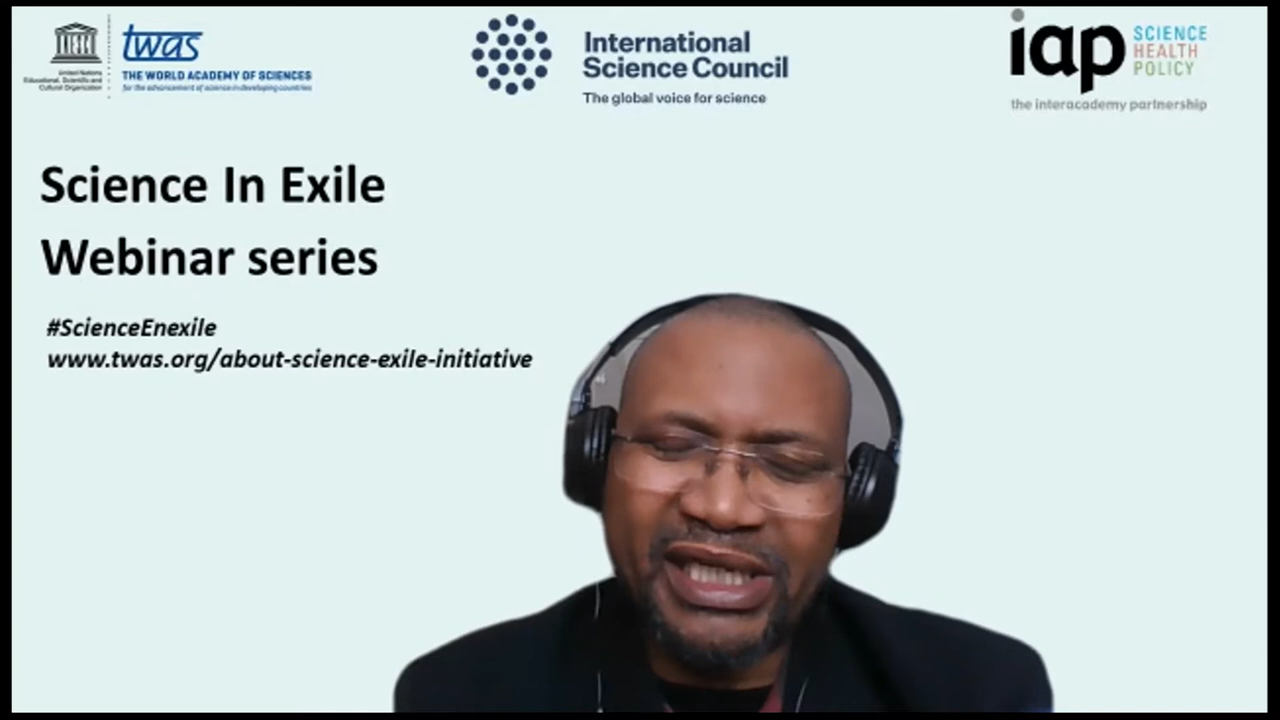 United Nations
Educational, Scientific and
Cultural Organization
twas
THE WORLD ACADEMY OF SCIENCES
for the advancement of science in developing countries
International
Science Council
The global voice for science
iap
SCIENCE
HEALTH
POLICY
the interacademy partnership
Science In Exile
Webinar series
#ScienceEnexile
www.twas.org/about-science-exile-initiative